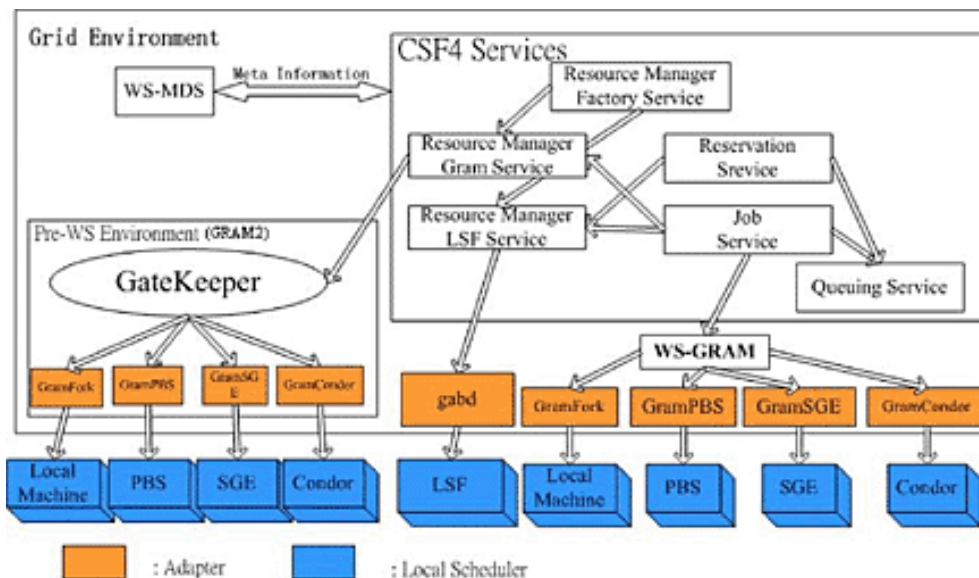 Grid Environment
CSF4 Services
Meta Information
WS-MDS
Resource Manager
Factory Service
Resource Manager
Gram Service
Reservation
Srevice
Resource Manager
LSF Service
Job
Service
Queuing Service
Pre-WS Environment (GRAM2)
GateKeeper
WS-GRAM
GramFork
GramPBS
GramSG
E
GramCondor
gabd
GramFork
GramPBS
GramSGE
GramCondor
Local
Machine
PBS
SGE
Condor
LSF
Local
Machine
PBS
SGE
Condor
: Adapter
: Local Scheduler